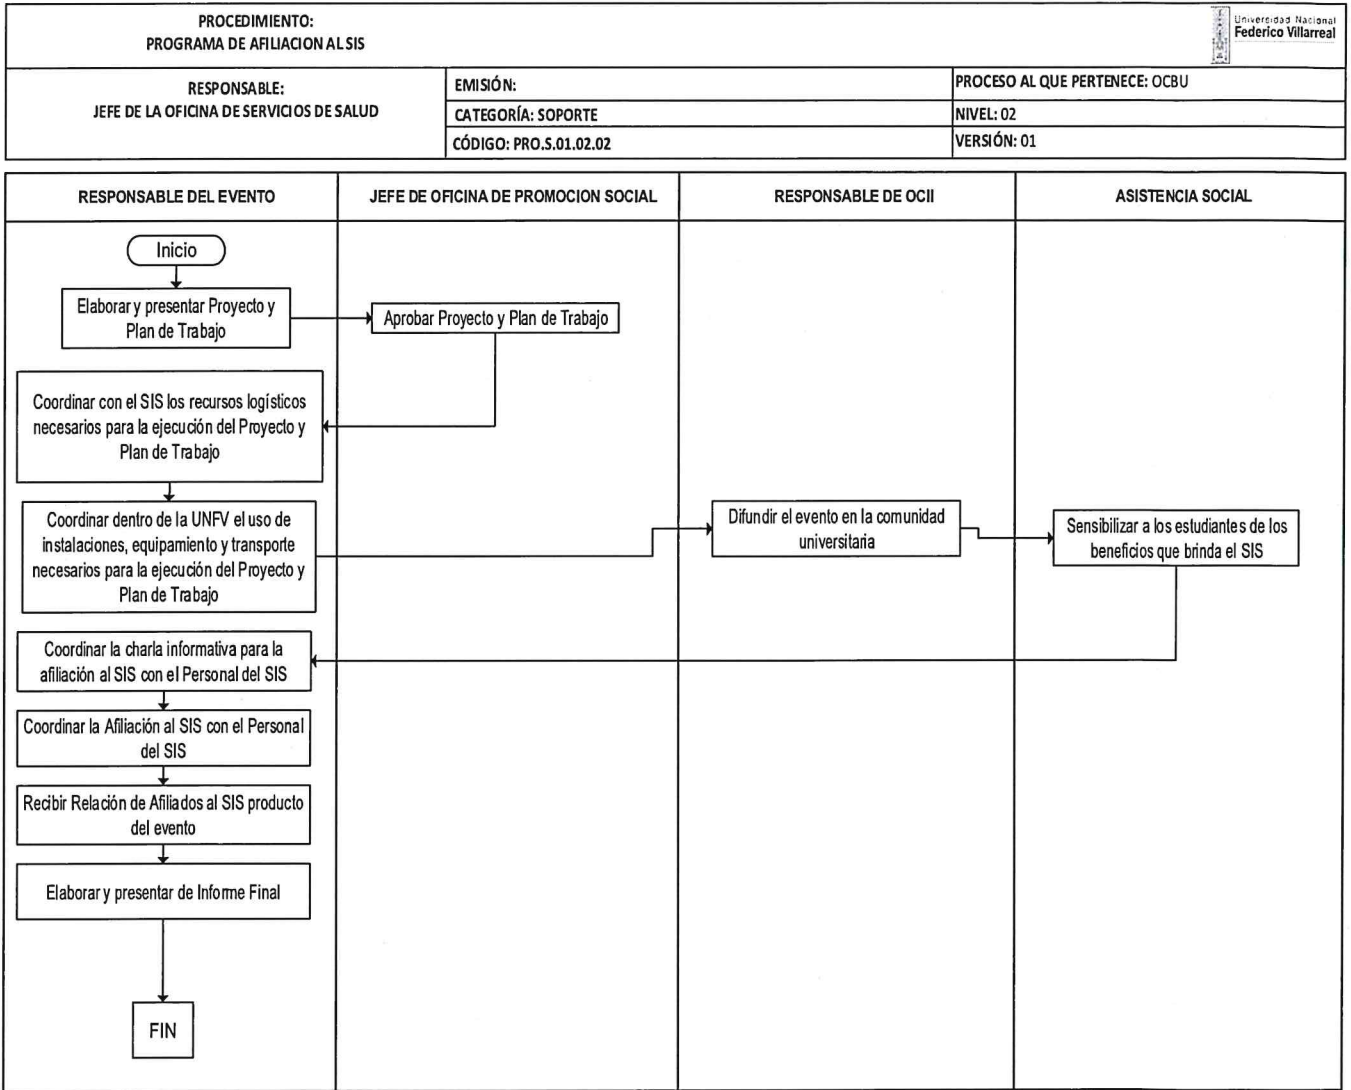 PROCEDIMIENTO:
PROGRAMA DE AFILIACION AL SIS
Universidad Nacional
Federico Villarreal
RESPONSABLE:
JEFE DE LA OFICINA DE SERVICIOS DE SALUD
EMISIÓN:
PROCESO AL QUE PERTENECE: OCBU
CATEGORÍA: SOPORTE
NIVEL: 02
CÓDIGO: PRO.S.01.02.02
VERSIÓN: 01
RESPONSABLE DEL EVENTO
JEFE DE OFICINA DE PROMOCION SOCIAL
RESPONSABLE DE OCII
ASISTENCIA SOCIAL
Inicio
Elaborar y presentar Proyecto y
Plan de Trabajo
Aprobar Proyecto y Plan de Trabajo
Coordinar con el SIS los recursos logísticos
necesarios para la ejecución del Proyecto y
Plan de Trabajo
Coordinar dentro de la UNFV el uso de
instalaciones, equipamiento y transporte
necesarios para la ejecución del Proyecto y
Plan de Trabajo
Difundir el evento en la comunidad
universitaria
Sensibilizar a los estudiantes de los
beneficios que brinda el SIS
Coordinar la charla informativa para la
afiliación al SIS con el Personal del SIS
Coordinar la Afiliación al SIS con el Personal
del SIS
Recibir Relación de Afiliados al SIS producto
del evento
Elaborar y presentar de Informe Final
FIN